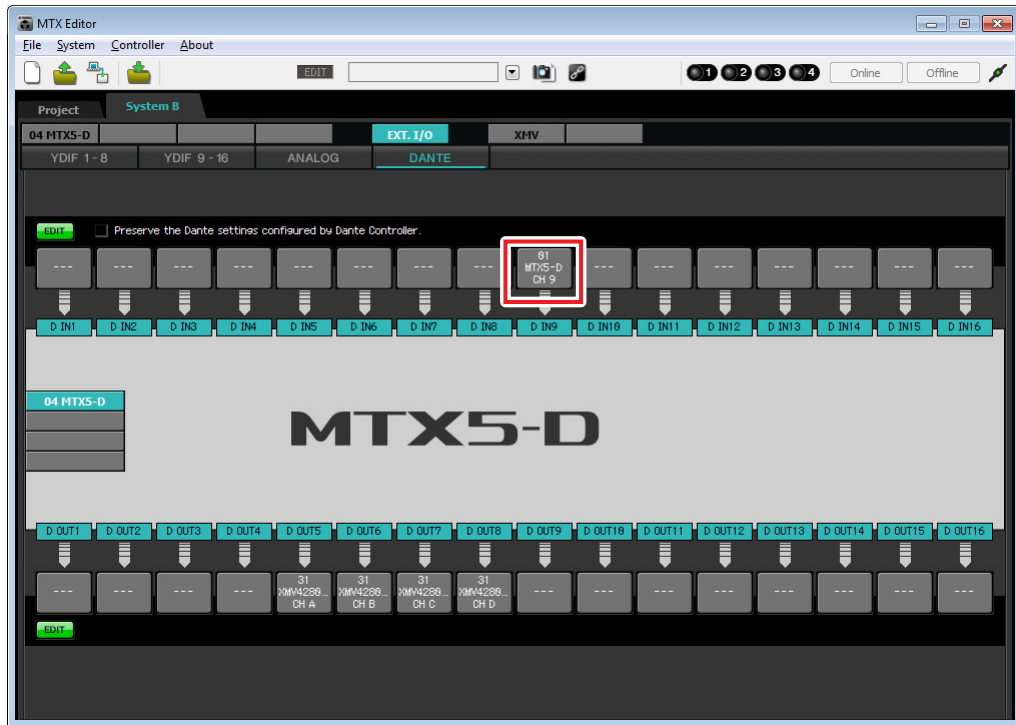 MTX Editor
File System Controller About
EDIT 1 2 3 4 Online Offline
Project System B
04 MTX5-D EXT. I/O XMV
YDIF 1 - 8 YDIF 9 - 16 ANALOG DANTE
EDIT Preserve the Dante settings configured by Dante Controller.
--- --- --- --- --- --- --- --- 01 MTX5-D CH 9 --- --- --- --- --- --- ---
D IN1 D IN2 D IN3 D IN4 D IN5 D IN6 D IN7 D IN8 D IN9 D IN10 D IN11 D IN12 D IN13 D IN14 D IN15 D IN16
04 MTX5-D
MTX5-D
D OUT1 D OUT2 D OUT3 D OUT4 D OUT5 D OUT6 D OUT7 D OUT8 D OUT9 D OUT10 D OUT11 D OUT12 D OUT13 D OUT14 D OUT15 D OUT16
--- --- --- --- 31 XMV4280... CH A 31 XMV4280... CH B 31 XMV4280... CH C 31 XMV4280... CH D --- --- --- --- --- --- --- ---
EDIT